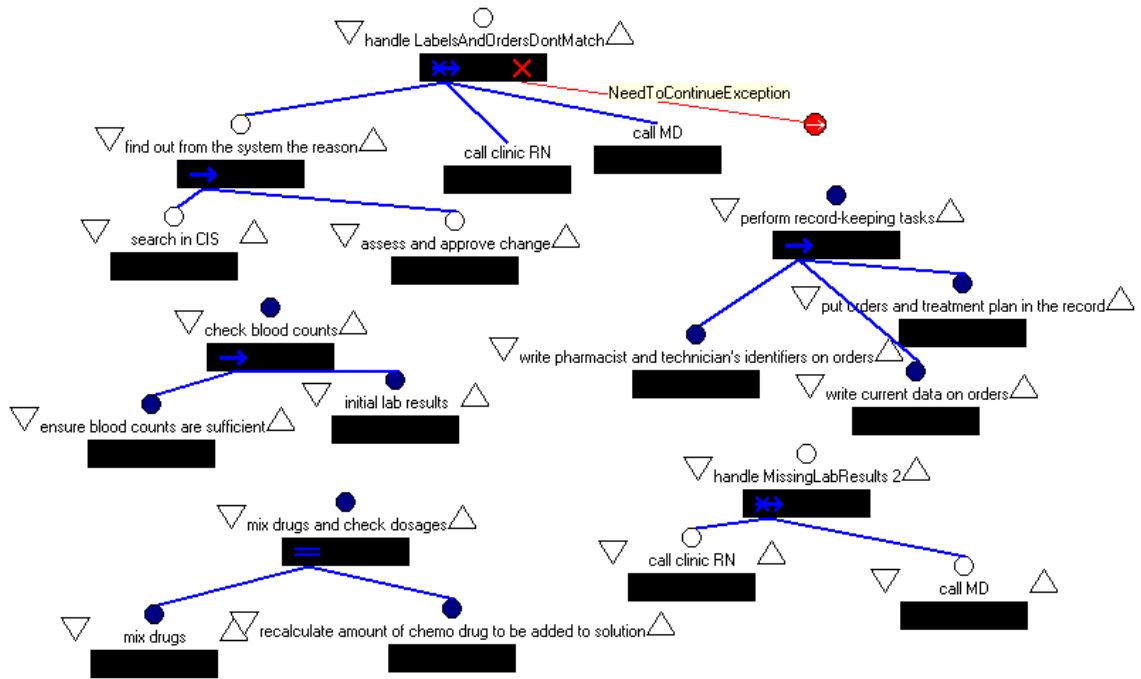 handle LabelsAndOrdersDontMatch
NeedToContinueException
find out from the system the reason
call clinic RN
call MD
search in CIS
assess and approve change
perform record-keeping tasks
put orders and treatment plan in the record
write pharmacist and technician's identifiers on orders
write current data on orders
check blood counts
initial lab results
ensure blood counts are sufficient
handle MissingLabResults 2
call clinic RN
call MD
mix drugs and check dosages
mix drugs
recalculate amount of chemo drug to be added to solution